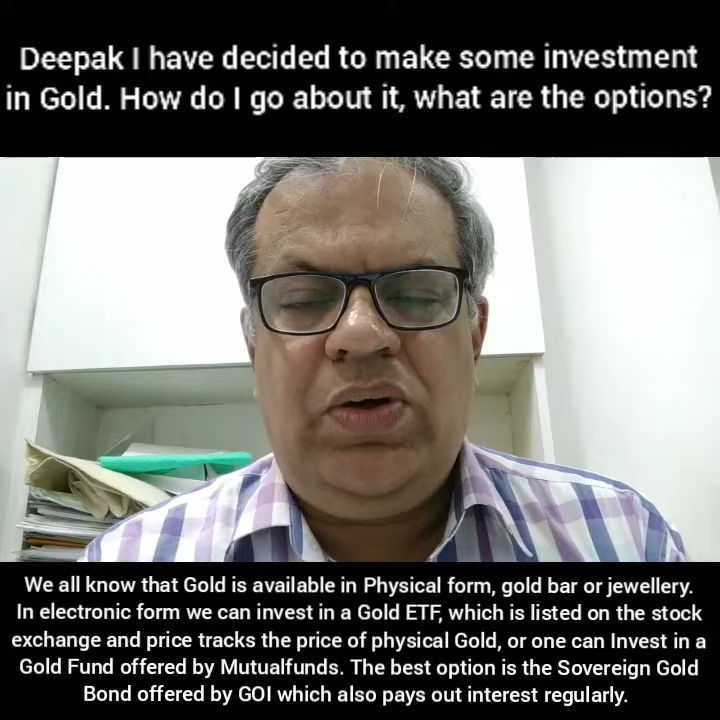 Deepak I have decided to make some investment
in Gold. How do I go about it, what are the options?
We all know that Gold is available in Physical form, gold bar or jewellery.
In electronic form we can invest in a Gold ETF, which is listed on the stock
exchange and price tracks the price of physical Gold, or one can Invest in a
Gold Fund offered by Mutualfunds. The best option is the Sovereign Gold
Bond offered by GOI which also pays out interest regularly.